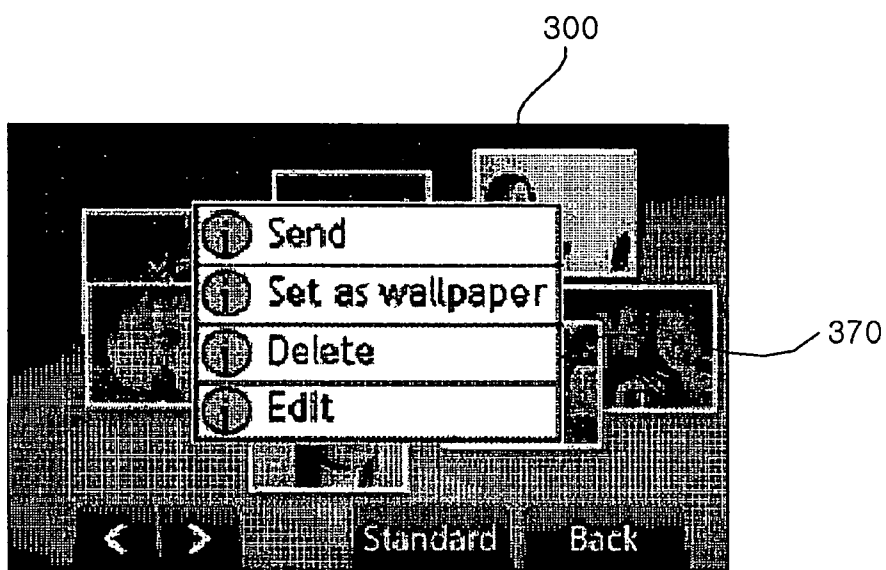 300
Send
Set as wallpaper
Delete
370
Edit
< > Standard Back